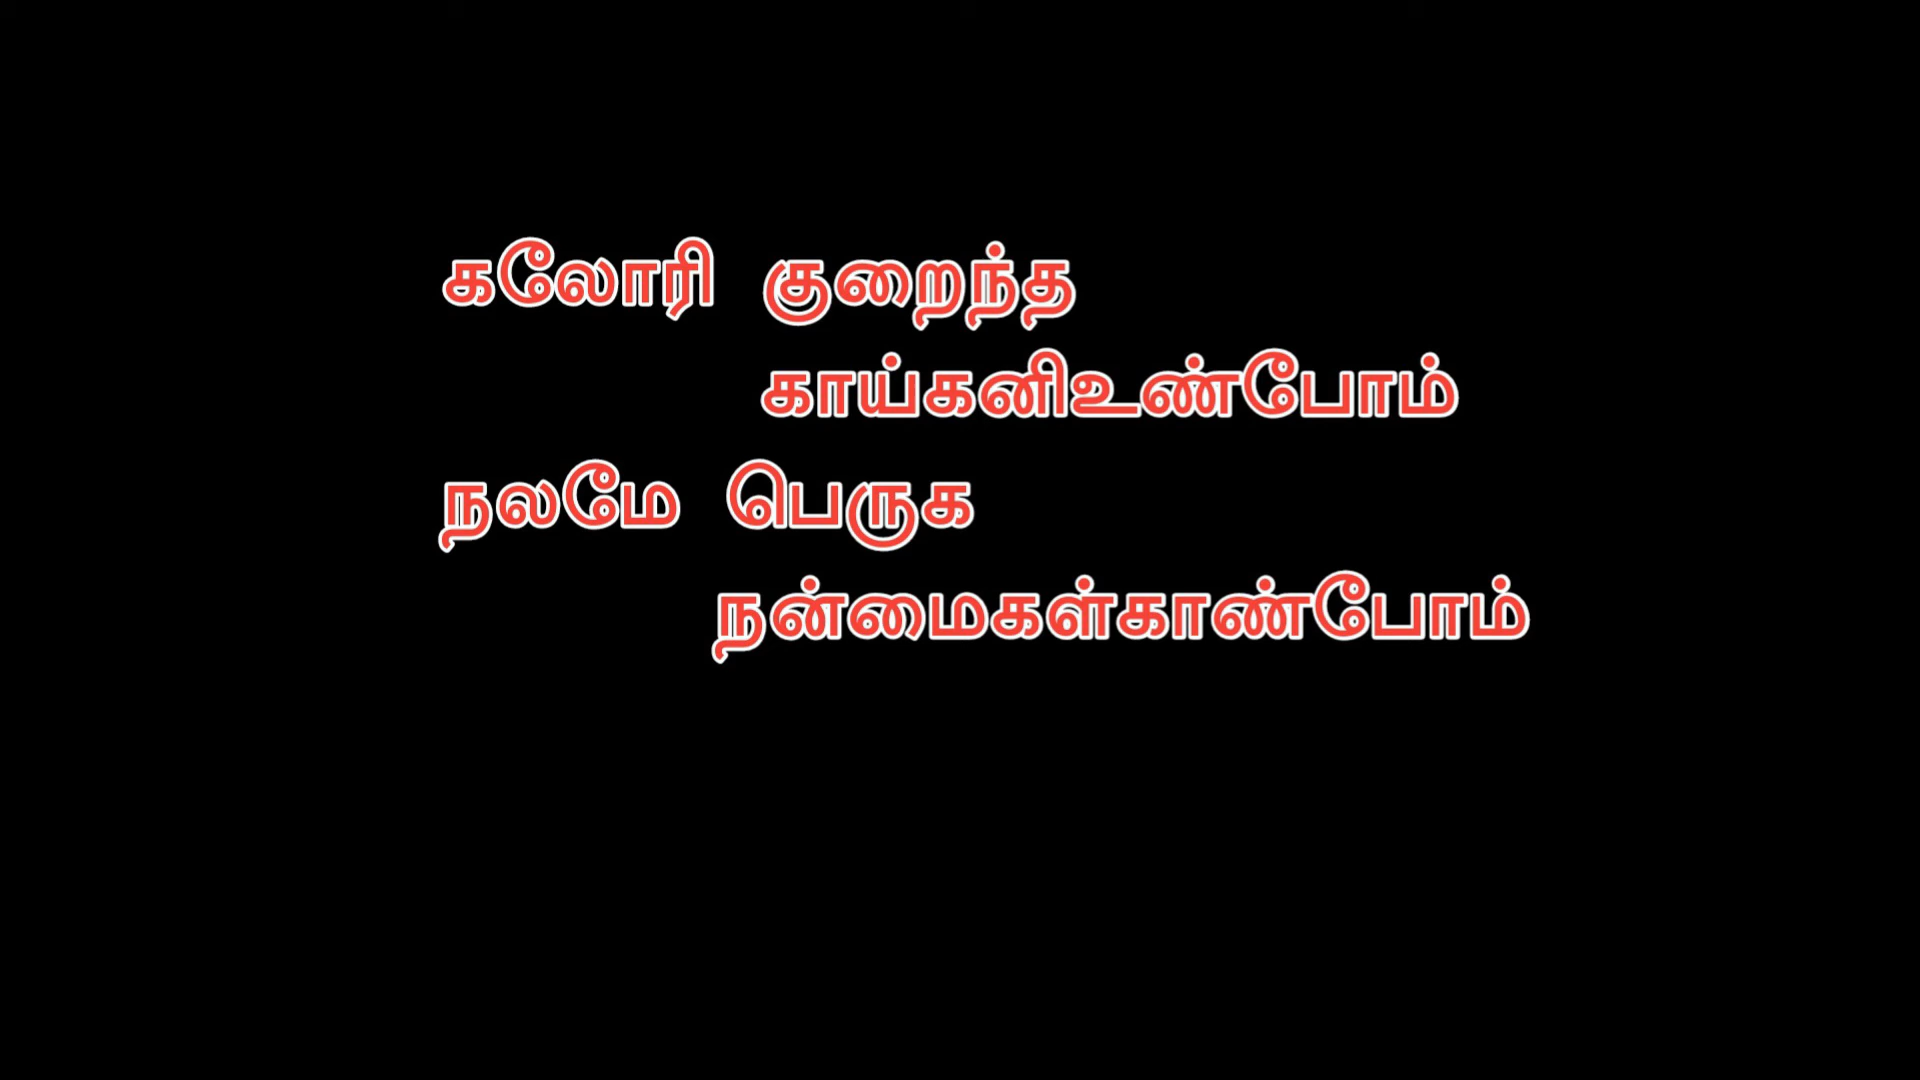 கலோரி குறைந்த
காய்கனிஉண்போம்
நலமே பெருக
நன்மைகள்காண்போம்